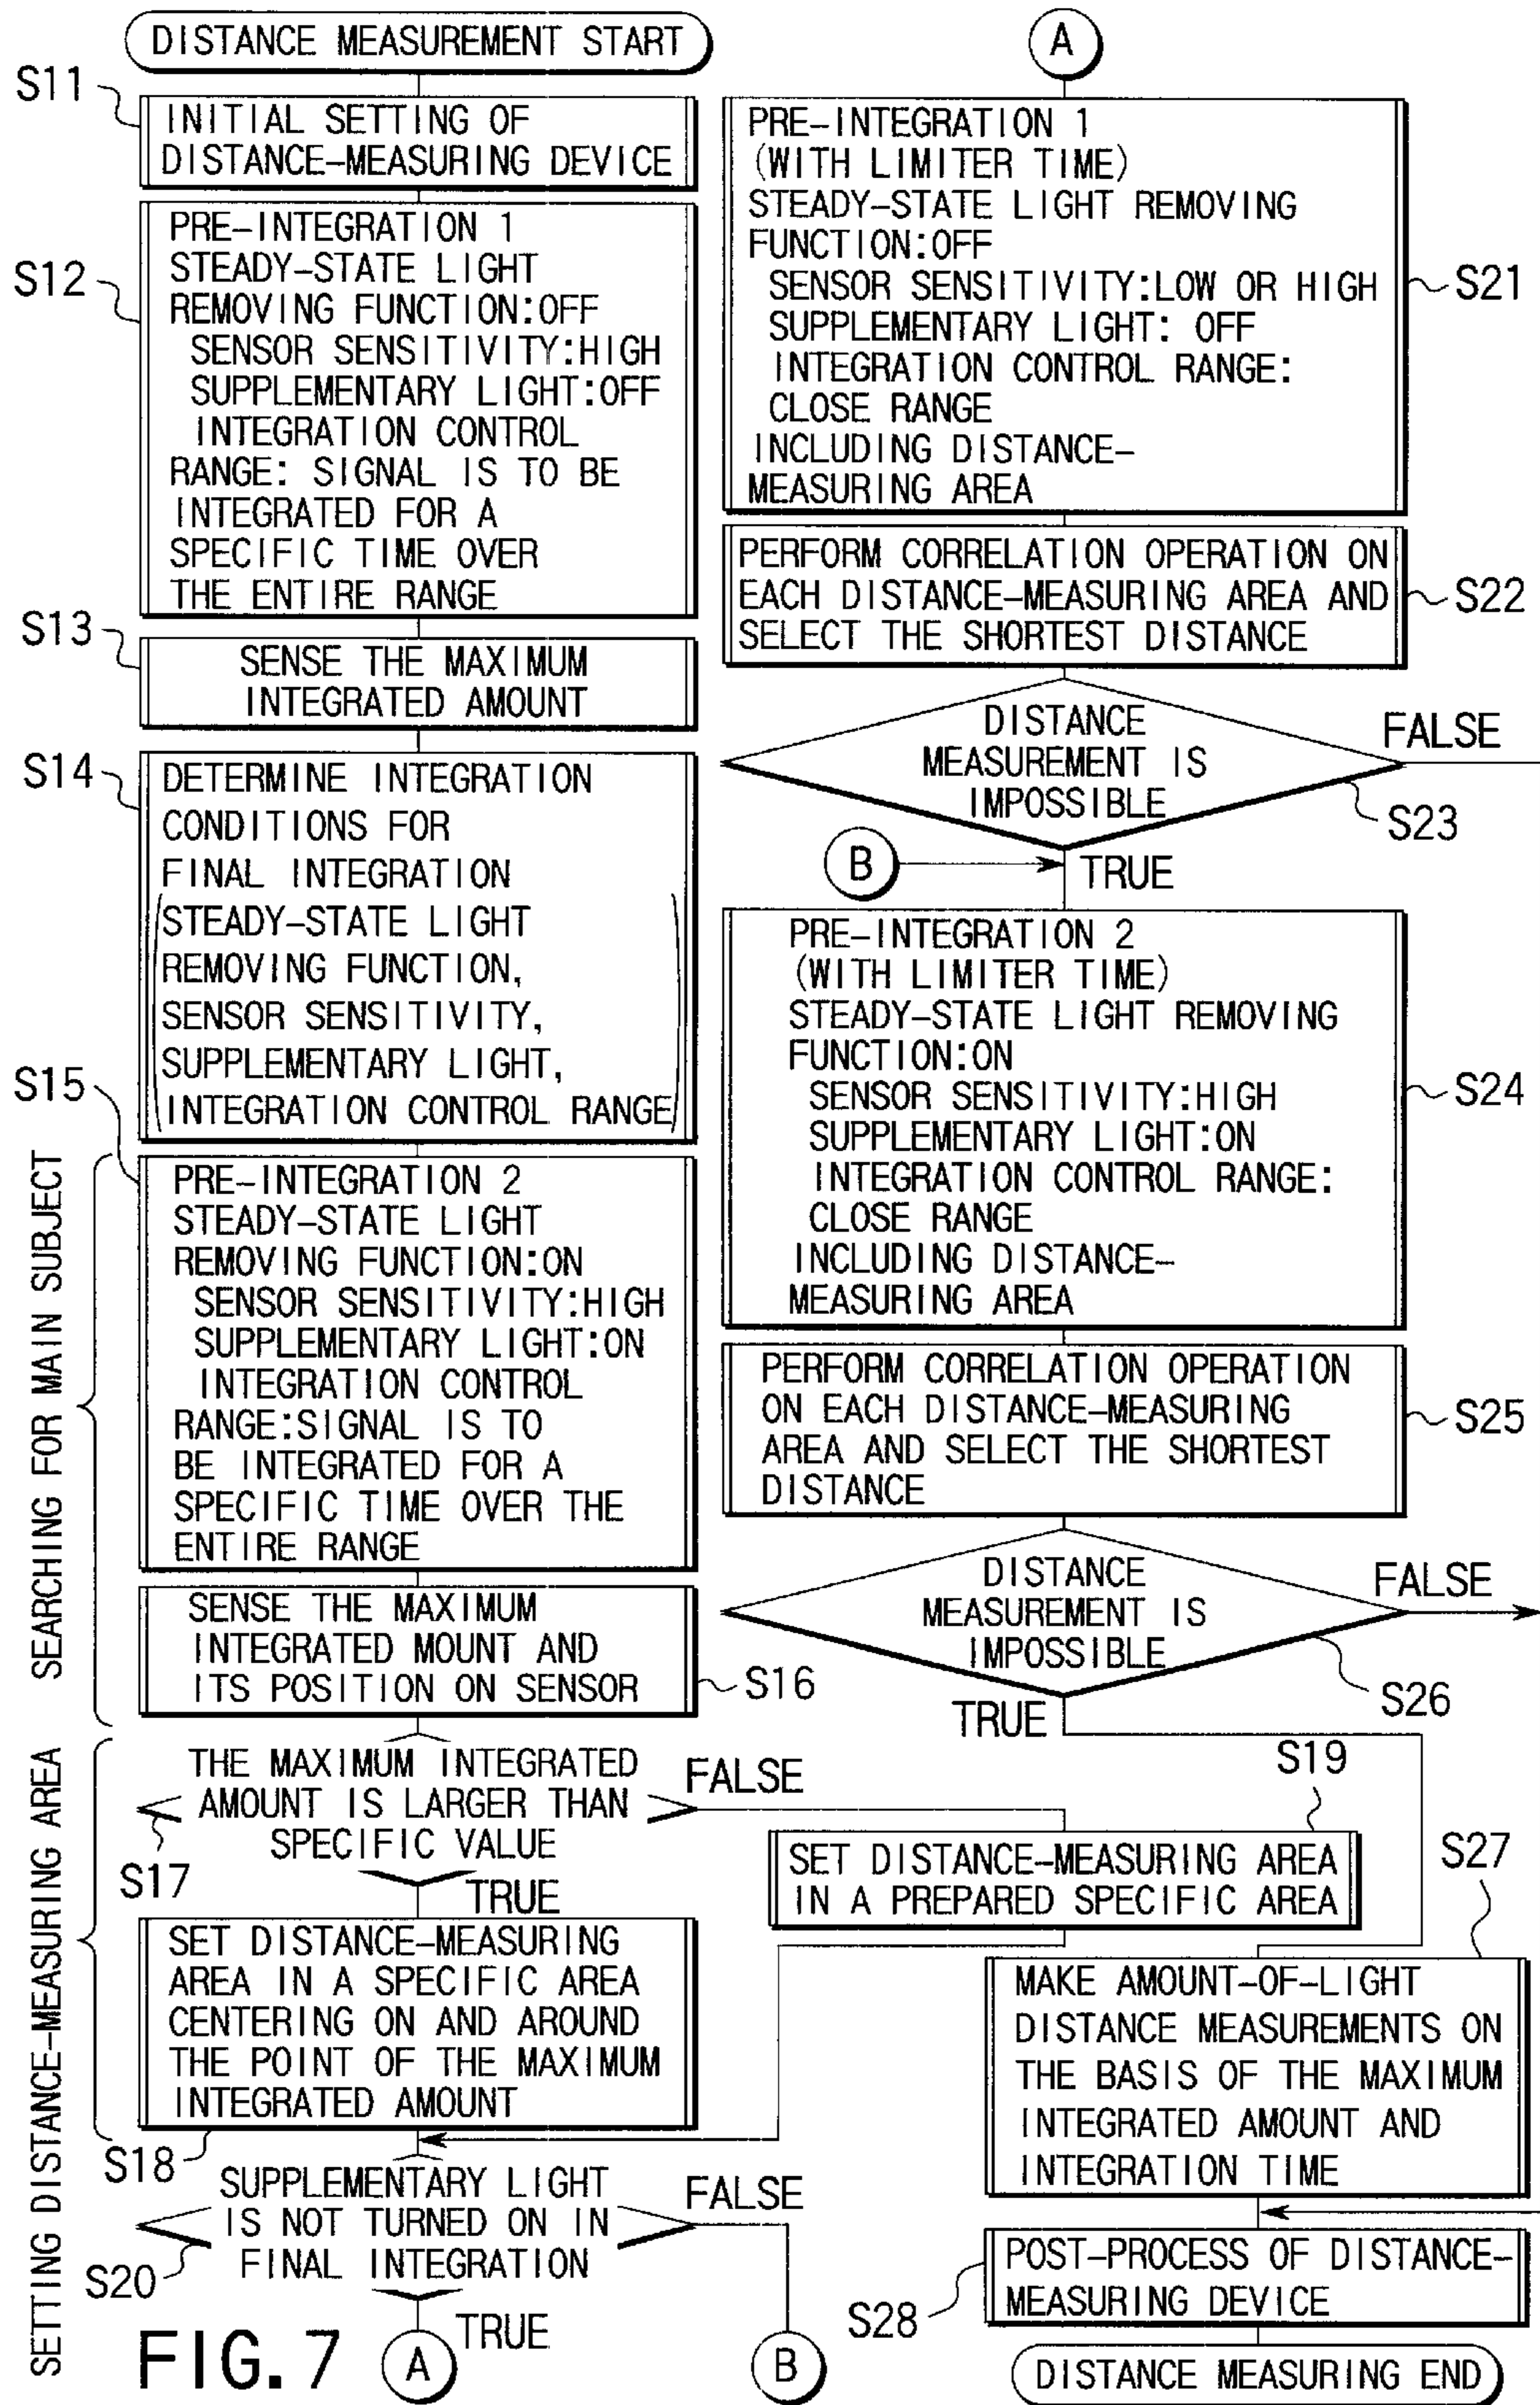 DISTANCE MEASUREMENT START
S11
INITIAL SETTING OF
DISTANCE-MEASURING DEVICE
S12
PRE-INTEGRATION 1
STEADY-STATE LIGHT
REMOVING FUNCTION:OFF
SENSOR SENSITIVITY:HIGH
SUPPLEMENTARY LIGHT:OFF
INTEGRATION CONTROL
RANGE: SIGNAL IS TO BE
INTEGRATED FOR A
SPECIFIC TIME OVER
THE ENTIRE RANGE
S13
SENSE THE MAXIMUM
INTEGRATED AMOUNT
S14
DETERMINE INTEGRATION
CONDITIONS FOR
FINAL INTEGRATION
(STEADY-STATE LIGHT
REMOVING FUNCTION,
SENSOR SENSITIVITY,
SUPPLEMENTARY LIGHT,
INTEGRATION CONTROL RANGE)
SEARCHING FOR MAIN SUBJECT
S15
PRE-INTEGRATION 2
STEADY-STATE LIGHT
REMOVING FUNCTION:ON
SENSOR SENSITIVITY:HIGH
SUPPLEMENTARY LIGHT:ON
INTEGRATION CONTROL
RANGE:SIGNAL IS TO
BE INTEGRATED FOR A
SPECIFIC TIME OVER THE
ENTIRE RANGE
SENSE THE MAXIMUM
INTEGRATED MOUNT AND
ITS POSITION ON SENSOR
S16
SETTING DISTANCE-MEASURING AREA
THE MAXIMUM INTEGRATED
AMOUNT IS LARGER THAN
SPECIFIC VALUE
S17
FALSE
TRUE
SET DISTANCE-MEASURING
AREA IN A SPECIFIC AREA
CENTERING ON AND AROUND
THE POINT OF THE MAXIMUM
INTEGRATED AMOUNT
S18
SUPPLEMENTARY LIGHT
IS NOT TURNED ON IN
FINAL INTEGRATION
S20
FALSE
TRUE
A
B
FIG. 7
A
PRE-INTEGRATION 1
(WITH LIMITER TIME)
STEADY-STATE LIGHT REMOVING
FUNCTION:OFF
SENSOR SENSITIVITY:LOW OR HIGH
SUPPLEMENTARY LIGHT: OFF
INTEGRATION CONTROL RANGE:
CLOSE RANGE
INCLUDING DISTANCE-
MEASURING AREA
S21
PERFORM CORRELATION OPERATION ON
EACH DISTANCE-MEASURING AREA AND
SELECT THE SHORTEST DISTANCE
S22
DISTANCE
MEASUREMENT IS
IMPOSSIBLE
FALSE
S23
B
TRUE
PRE-INTEGRATION 2
(WITH LIMITER TIME)
STEADY-STATE LIGHT REMOVING
FUNCTION:ON
SENSOR SENSITIVITY:HIGH
SUPPLEMENTARY LIGHT:ON
INTEGRATION CONTROL RANGE:
CLOSE RANGE
INCLUDING DISTANCE-
MEASURING AREA
S24
PERFORM CORRELATION OPERATION
ON EACH DISTANCE-MEASURING
AREA AND SELECT THE SHORTEST
DISTANCE
S25
DISTANCE
MEASUREMENT IS
IMPOSSIBLE
FALSE
S26
TRUE
S19
SET DISTANCE-MEASURING AREA
IN A PREPARED SPECIFIC AREA
S27
MAKE AMOUNT-OF-LIGHT
DISTANCE MEASUREMENTS ON
THE BASIS OF THE MAXIMUM
INTEGRATED AMOUNT AND
INTEGRATION TIME
POST-PROCESS OF DISTANCE-
MEASURING DEVICE
S28
DISTANCE MEASURING END